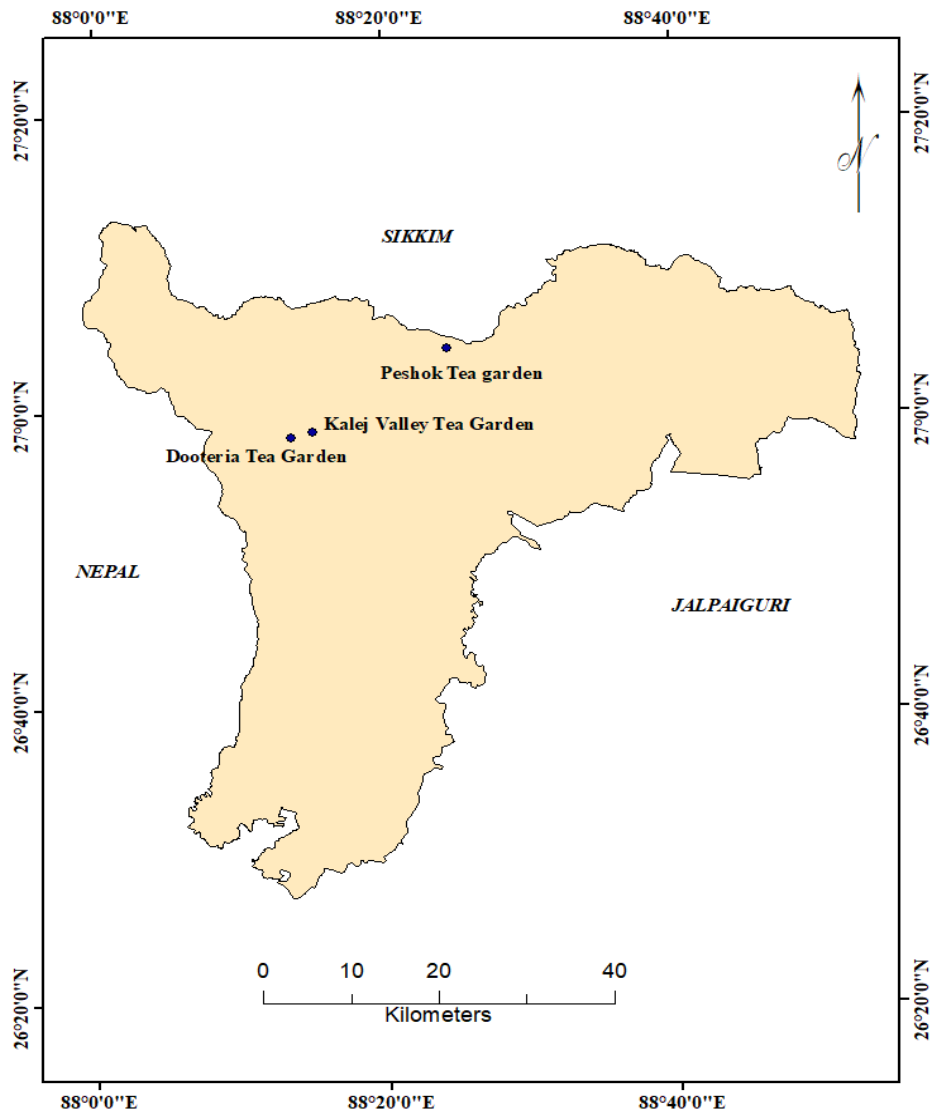 88°0'0"E 88°20'0"E 88°40'0"E
27°20'0"N 27°20'0"N
N
SIKKIM
Peshok Tea garden
27°0'0"N 27°0'0"N
Kalej Valley Tea Garden
Dooteria Tea Garden
NEPAL
JALPAIGURI
26°40'0"N 26°40'0"N
0 10 20 40
Kilometers
26°20'0"N 26°20'0"N
88°0'0"E 88°20'0"E 88°40'0"E